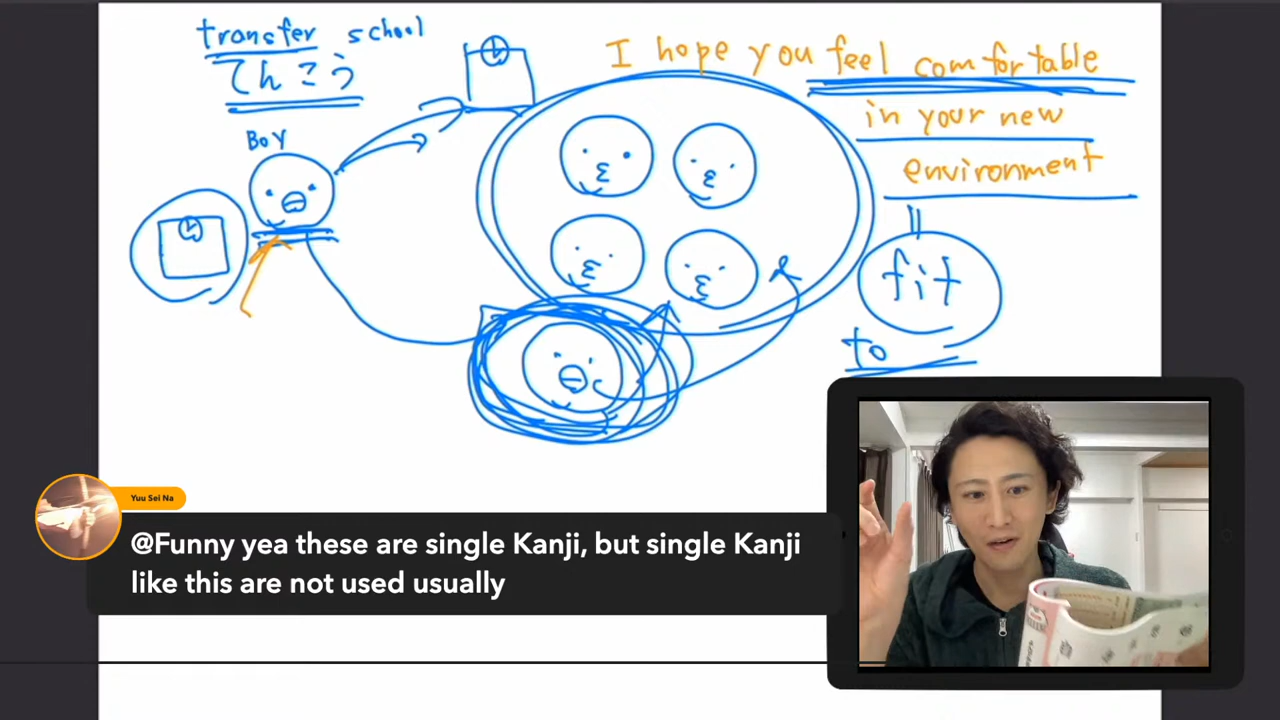 transfer school
てんこう
BOY
I hope you feel comfortable
in your new
environment
fit
to
Yuu Sei Na
@Funny yea these are single Kanji, but single Kanji
like this are not used usually